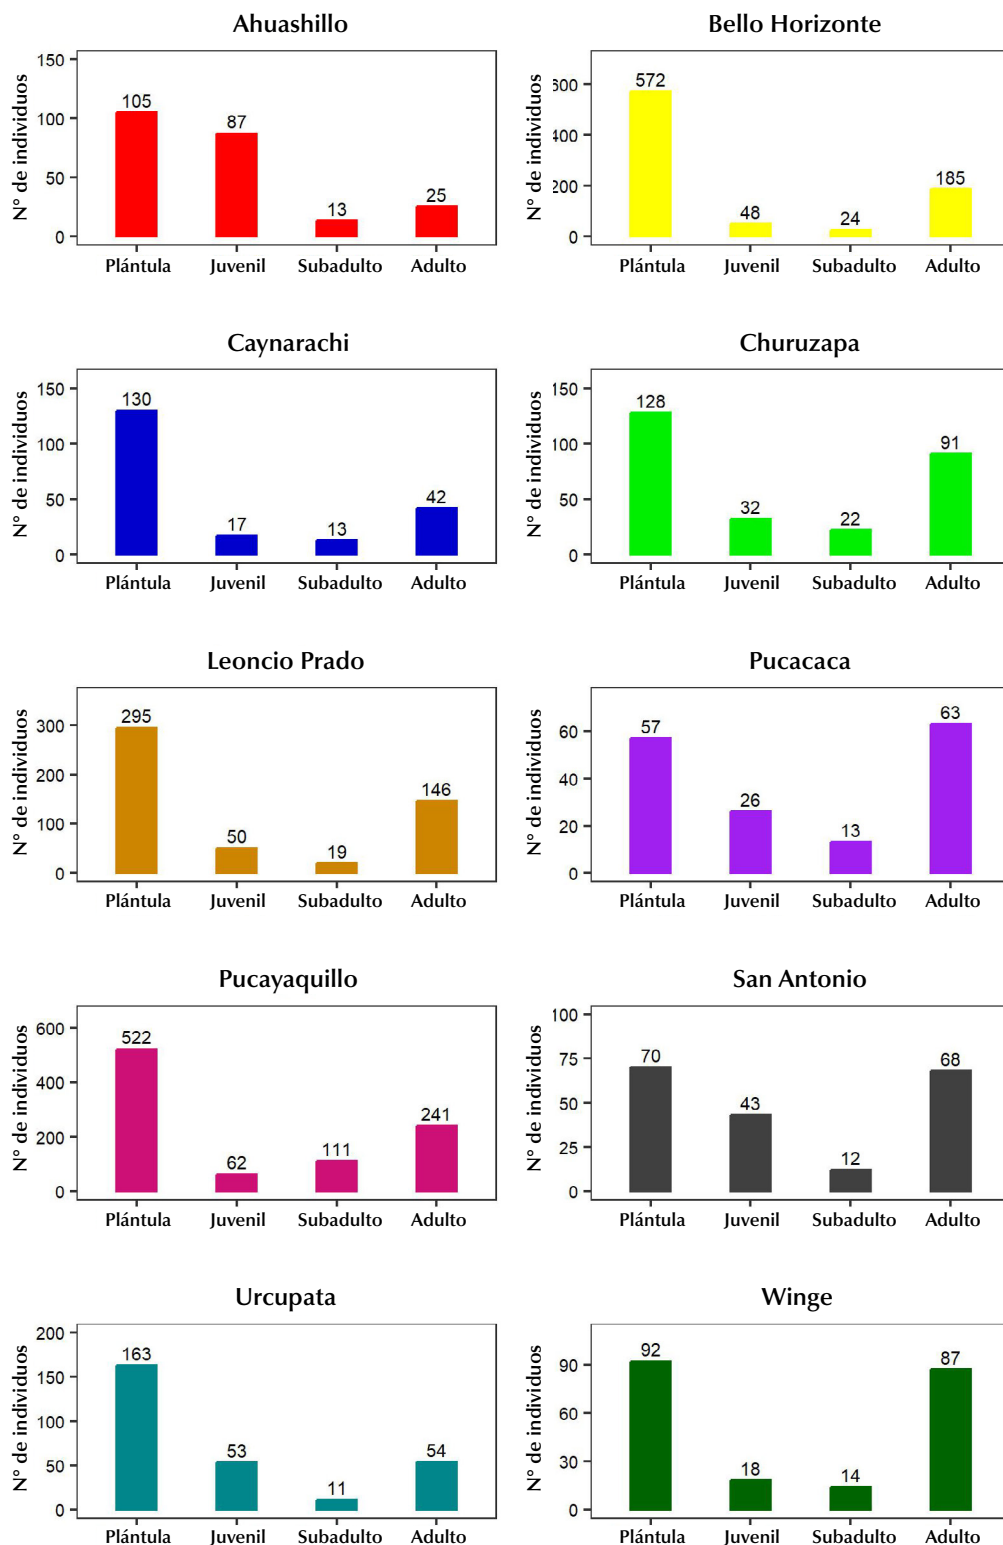 Ahuashillo
N° de individuos
150
100
50
0
105
87
13
25
Plántula Juvenil Subadulto Adulto
Bello Horizonte
N° de individuos
600
400
200
0
572
48
24
185
Plántula Juvenil Subadulto Adulto
Caynarachi
N° de individuos
150
100
50
0
130
17
13
42
Plántula Juvenil Subadulto Adulto
Churuzapa
N° de individuos
150
100
50
0
128
32
22
91
Plántula Juvenil Subadulto Adulto
Leoncio Prado
N° de individuos
300
200
100
0
295
50
19
146
Plántula Juvenil Subadulto Adulto
Pucacaca
N° de individuos
60
40
20
0
57
26
13
63
Plántula Juvenil Subadulto Adulto
Pucayaquillo
N° de individuos
600
400
200
0
522
62
111
241
Plántula Juvenil Subadulto Adulto
San Antonio
N° de individuos
100
75
50
25
0
70
43
12
68
Plántula Juvenil Subadulto Adulto
Urcupata
N° de individuos
200
150
100
50
0
163
53
11
54
Plántula Juvenil Subadulto Adulto
Winge
N° de individuos
90
60
30
0
92
18
14
87
Plántula Juvenil Subadulto Adulto